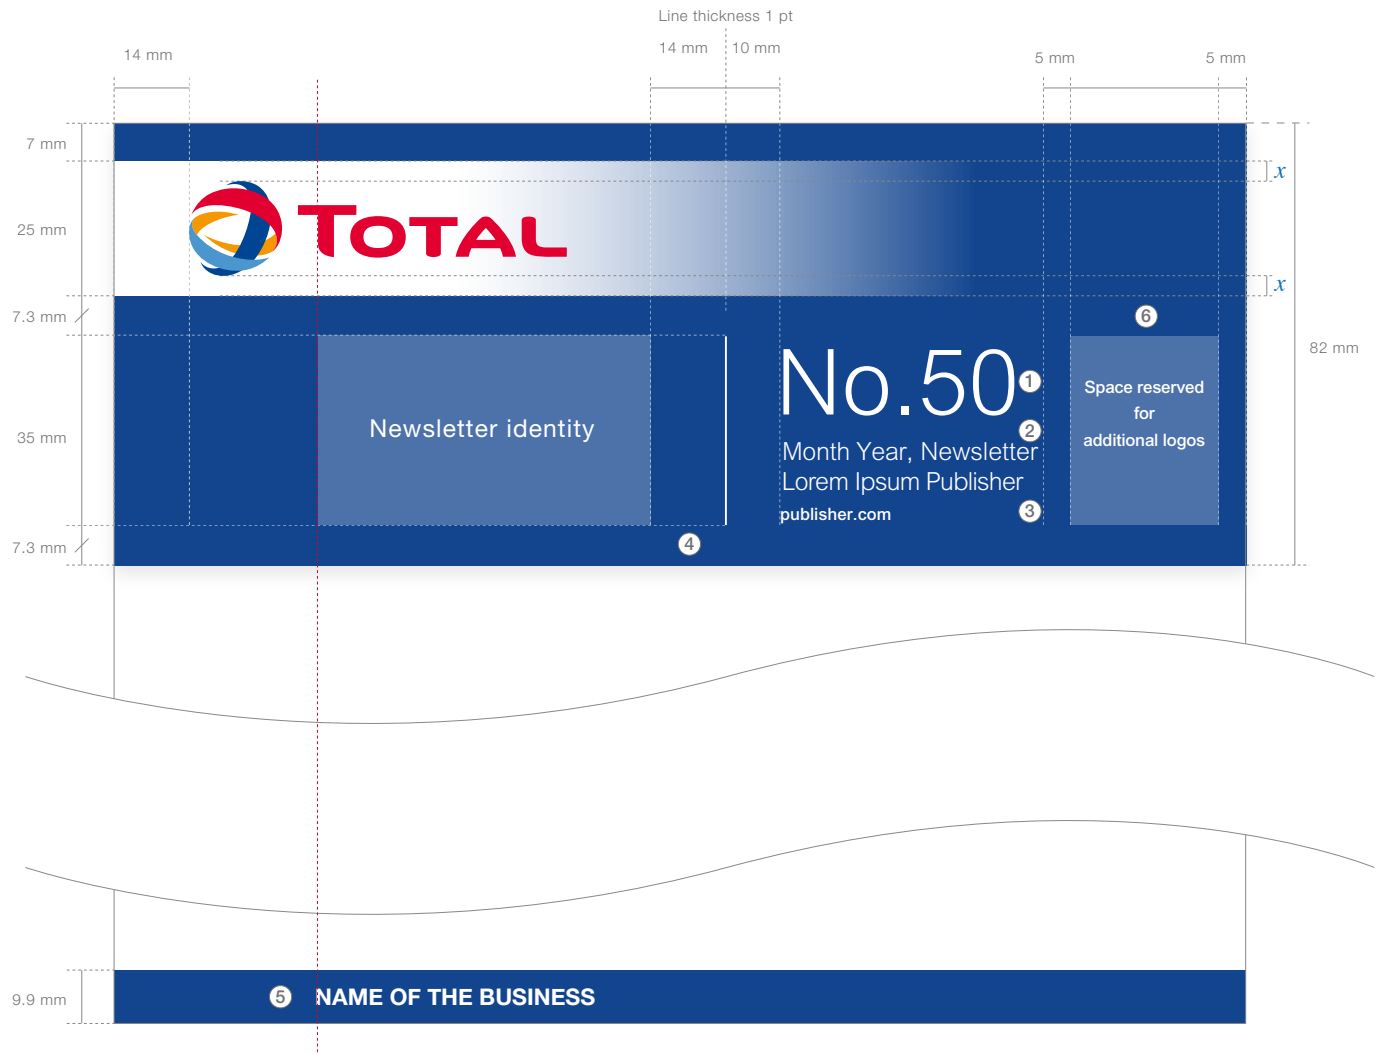 Line thickness 1 pt
14 mm
14 mm
10 mm
5 mm
5 mm
7 mm
x
TOTAL
25 mm
x
7.3 mm
6
82 mm
No.50
1
Space reserved
for
additional logos
Newsletter identity
2
35 mm
Month Year, Newsletter
Lorem Ipsum Publisher
publisher.com
3
4
7.3 mm
9.9 mm
5
NAME OF THE BUSINESS